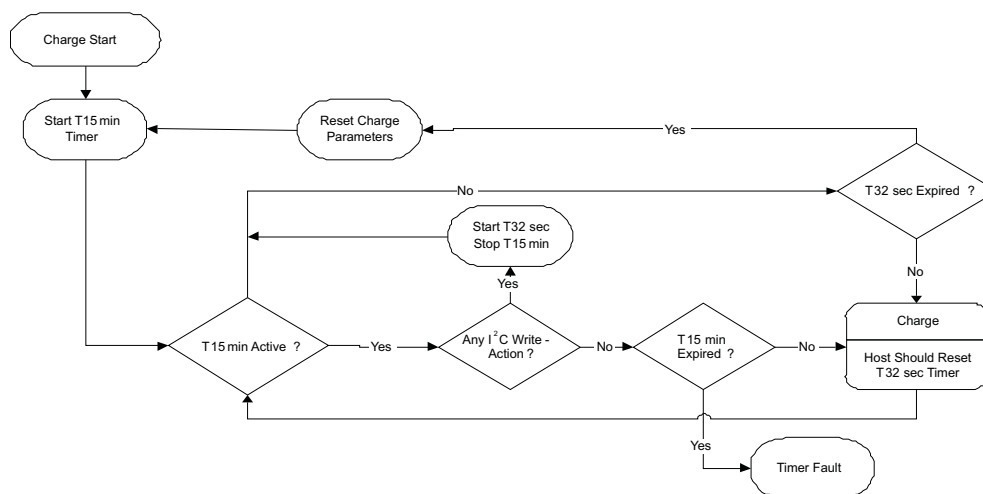 Charge Start
Start T15 min
Timer
Reset Charge
Parameters
Yes
T32 sec Expired ?
No
Start T32 sec
Stop T15 min
No
Yes
T15 min Active ?
Yes
Any I²C Write -
Action ?
No
T15 min
Expired ?
No
Charge
Host Should Reset
T32 sec Timer
Yes
Timer Fault